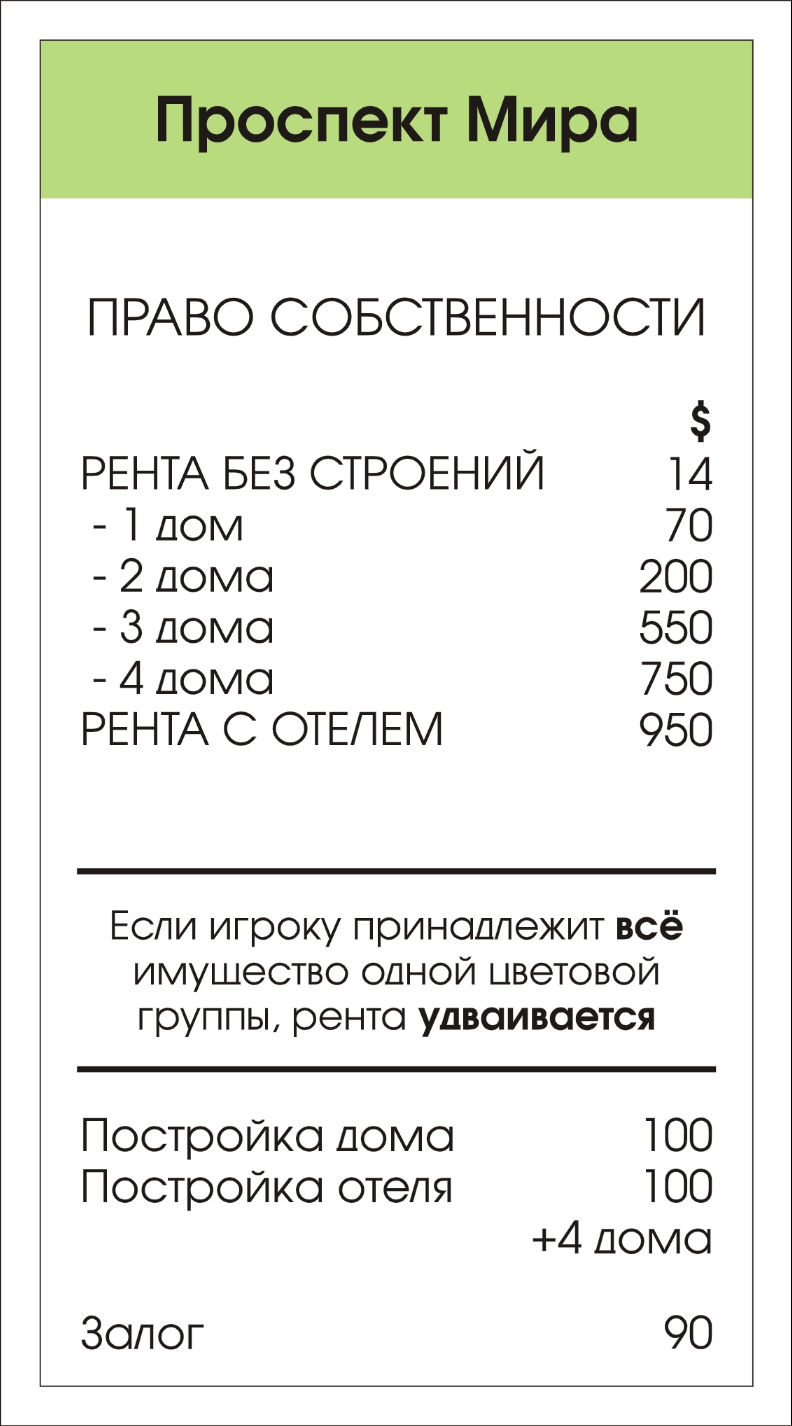 Проспект Мира
ПРАВО СОБСТВЕННОСТИ
$
РЕНТА БЕЗ СТРОЕНИЙ 14
- 1 дом 70
- 2 дома 200
- 3 дома 550
- 4 дома 750
РЕНТА С ОТЕЛЕМ 950
Если игроку принадлежит всё
имущество одной цветовой
группы, рента удваивается
Постройка дома 100
Постройка отеля 100
+4 дома
Залог 90